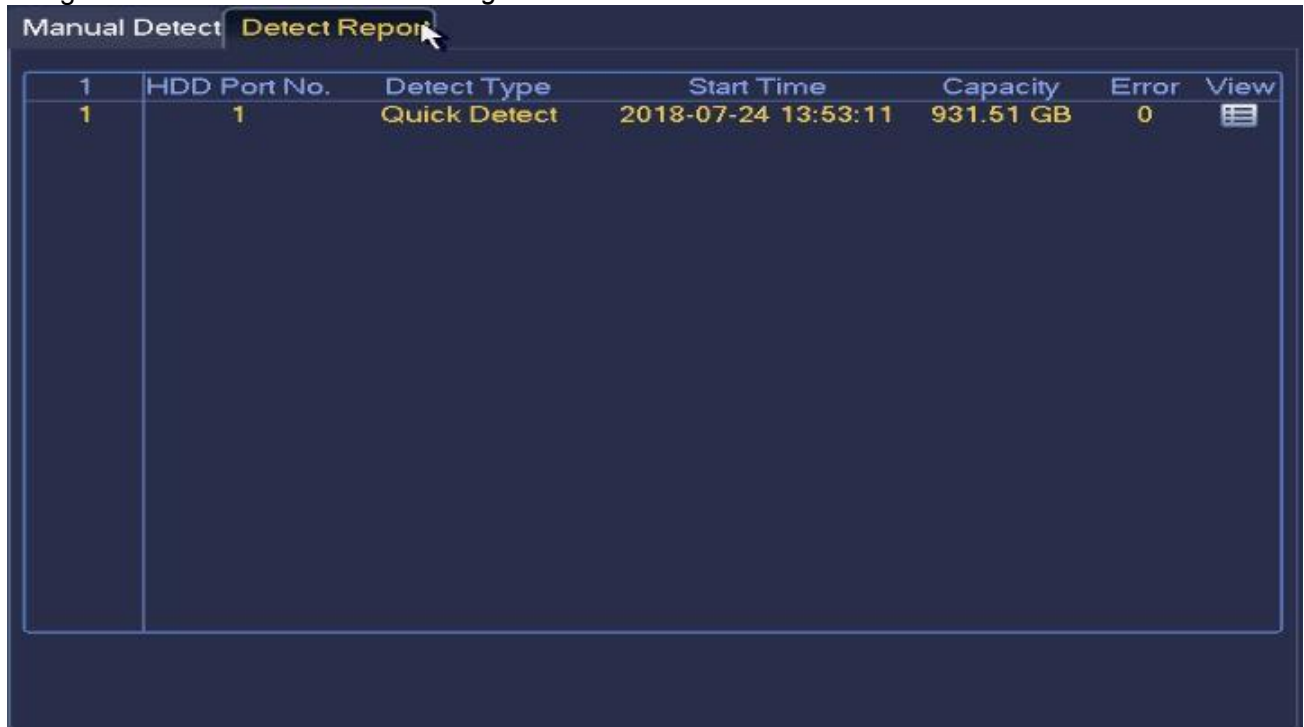 Manual Detect Detect Report
1 HDD Port No. Detect Type Start Time Capacity Error View
1 1 Quick Detect 2018-07-24 13:53:11 931.51 GB 0